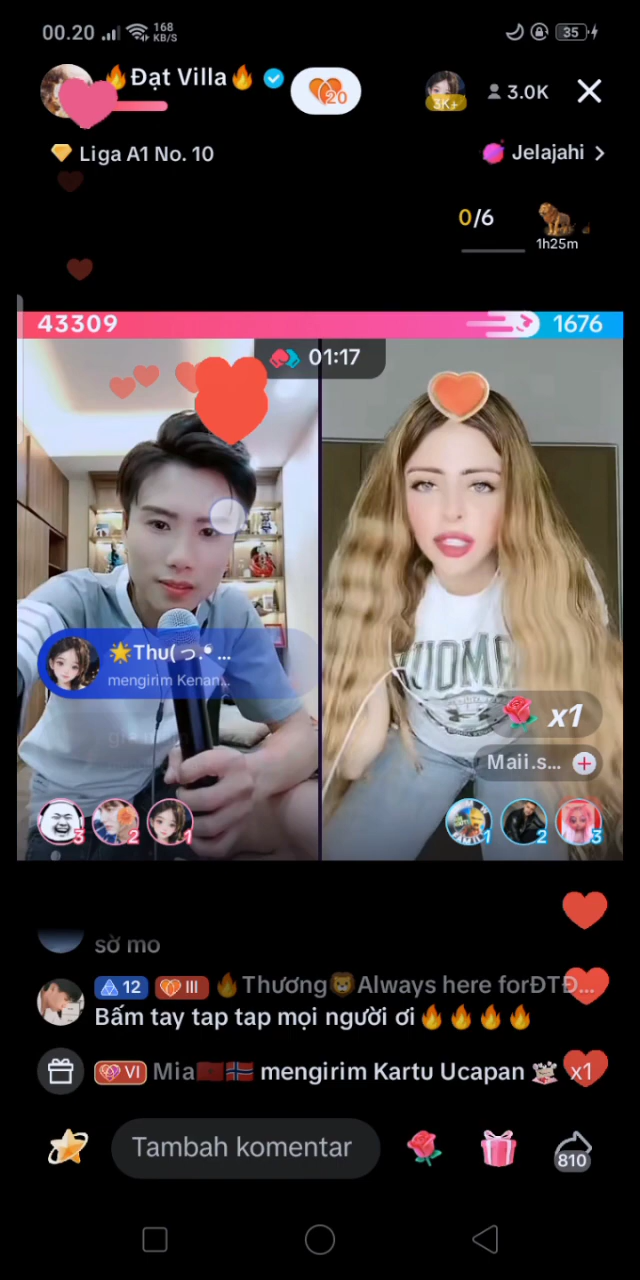 00.20 168 KB/S 35
🔥Đạt Villa🔥 20 3K+ 3.0K
Liga A1 No. 10 Jelajahi
0/6
1h25m
43309 1676
01:17
🌟Thu(っ.❛ ...
mengirim Kenan...
x1
Maii.s...
3 2 1 1 2 3
sờ mo
12 III 🔥Thương🦁Always here forĐTĐ...
Bấm tay tap tap mọi người ơi🔥🔥🔥🔥
VI Mia🇲🇦🇳🇴 mengirim Kartu Ucapan x1
Tambah komentar 810